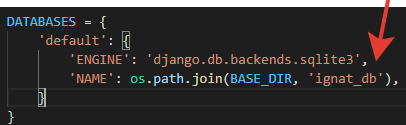 DATABASES = {
    'default': {
        'ENGINE': 'django.db.backends.sqlite3',
        'NAME': os.path.join(BASE_DIR, 'ignat_db'),
    }
}